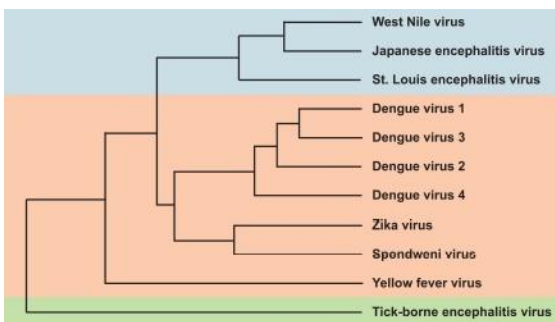 West Nile virus
Japanese encephalitis virus
St. Louis encephalitis virus
Dengue virus 1
Dengue virus 3
Dengue virus 2
Dengue virus 4
Zika virus
Spondweni virus
Yellow fever virus
Tick-borne encephalitis virus